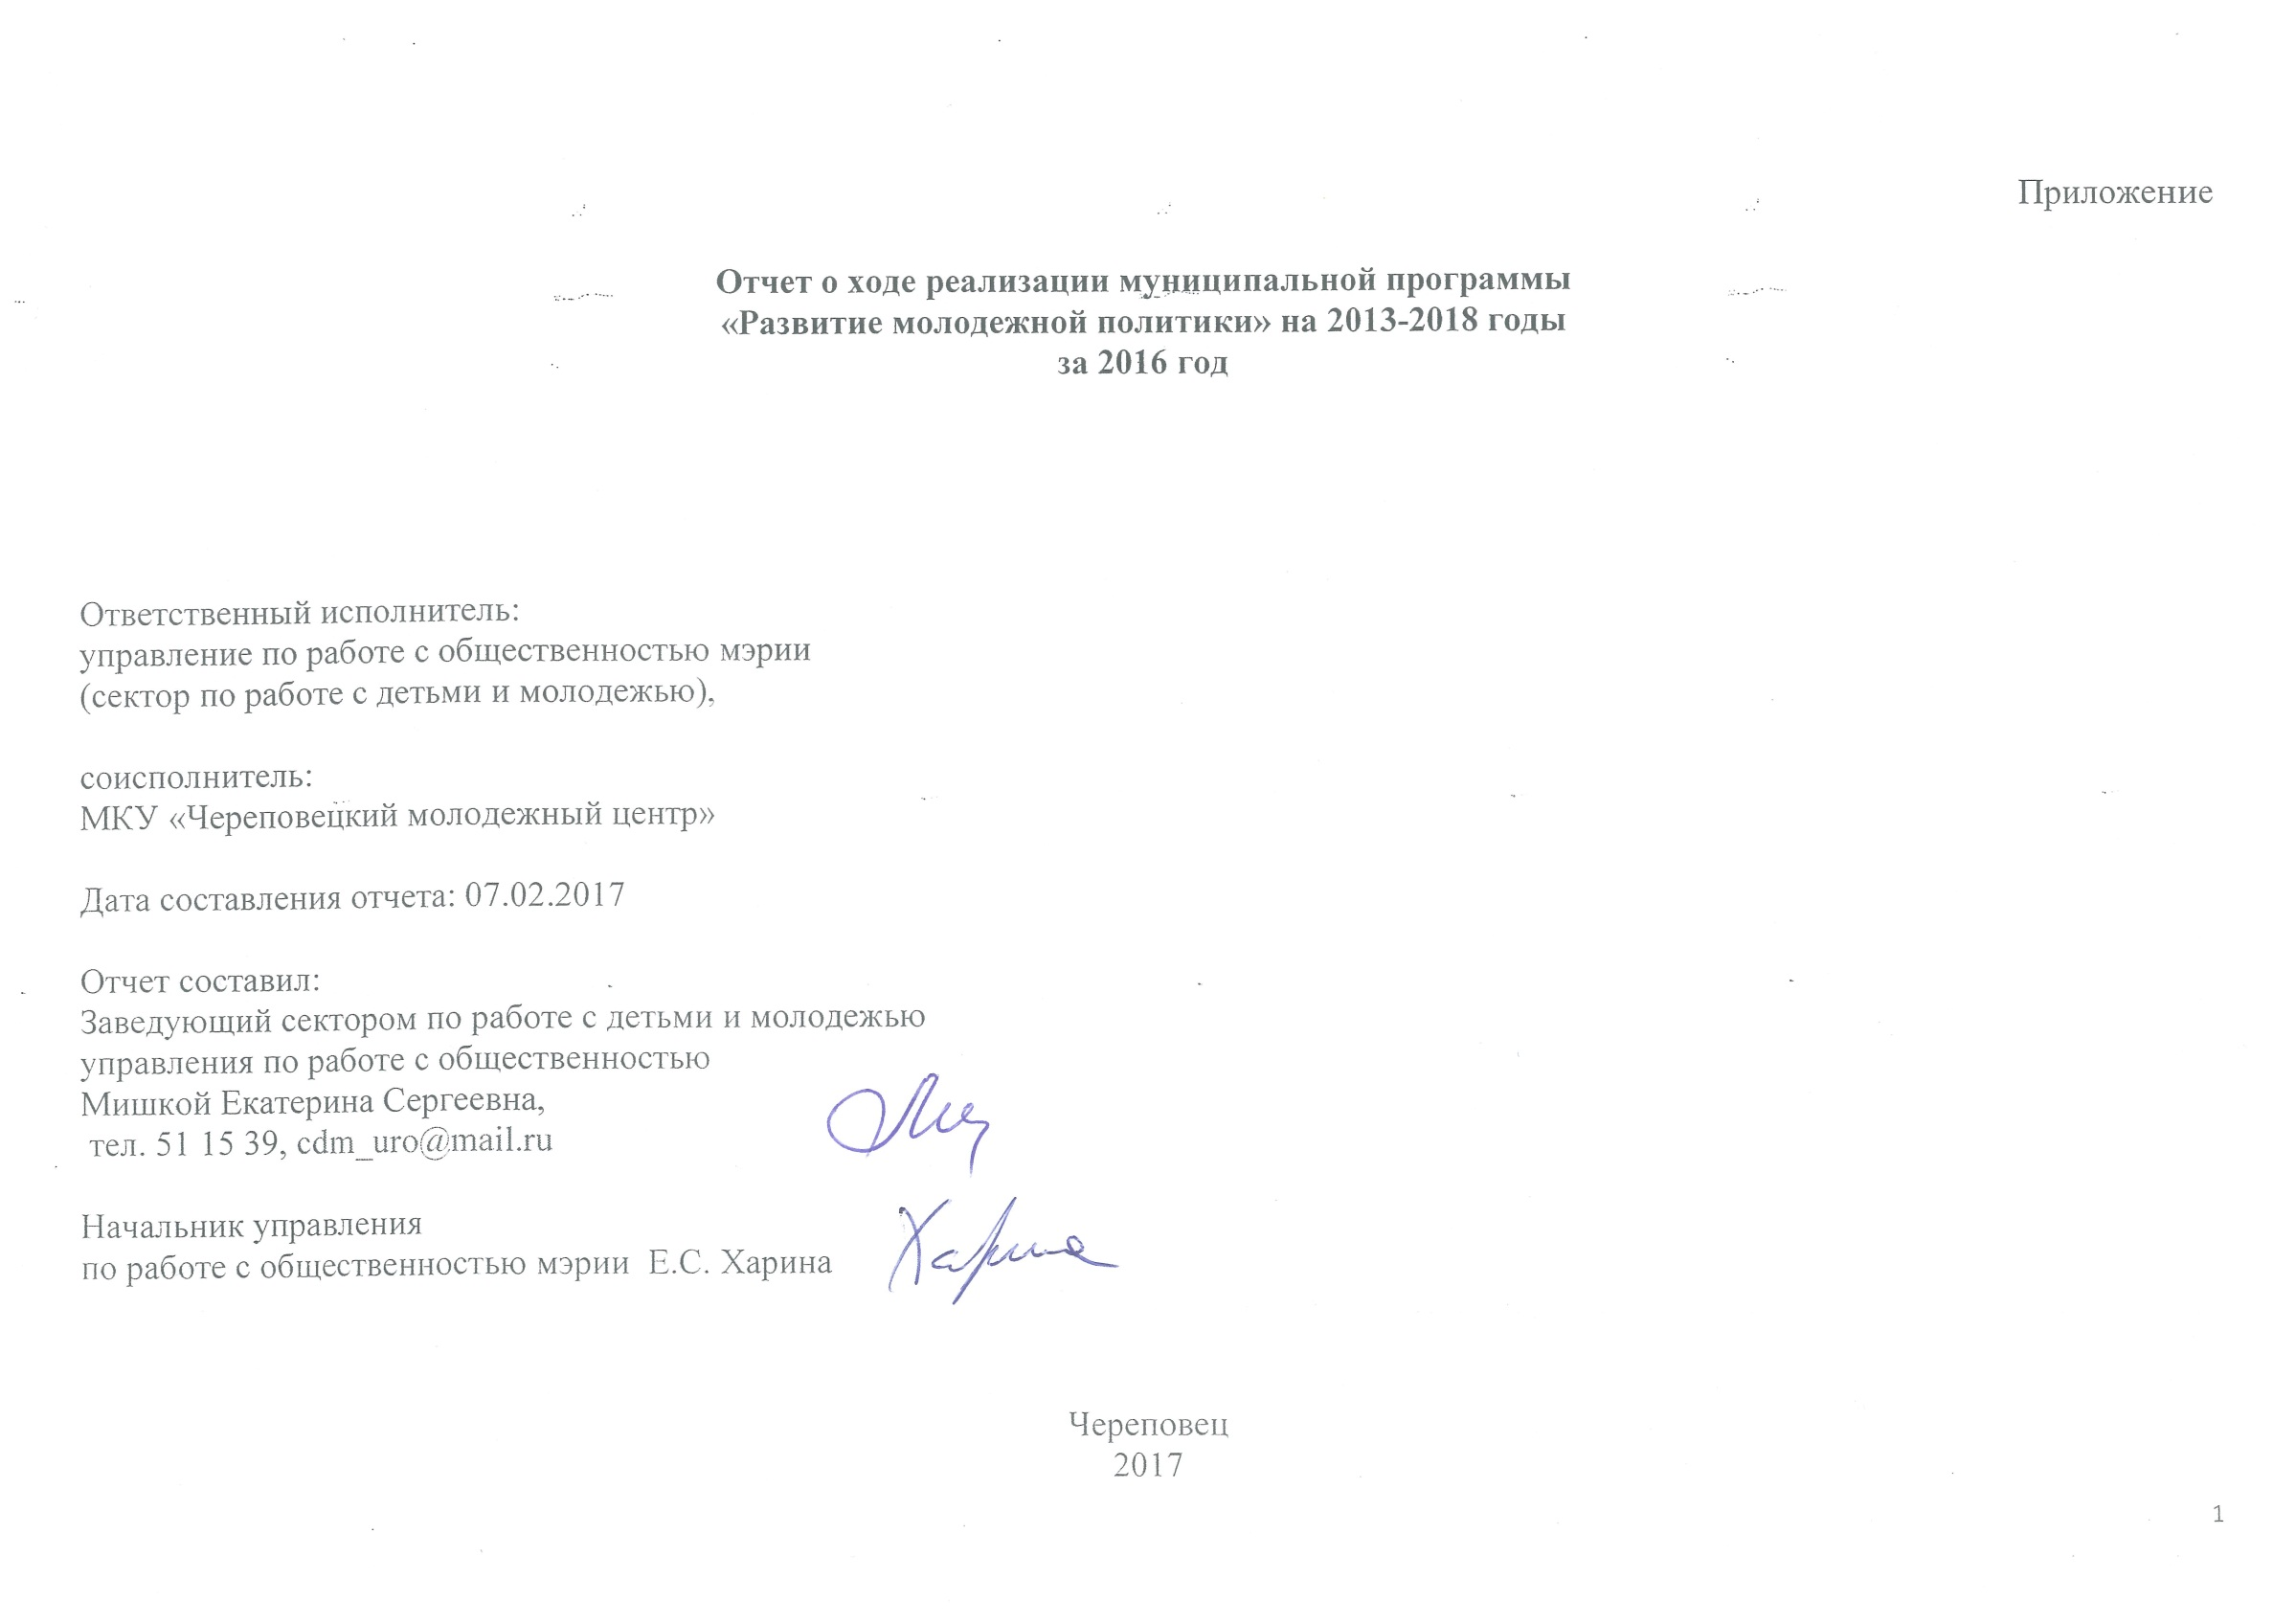 Приложение
Отчет о ходе реализации муниципальной программы
«Развитие молодежной политики» на 2013-2018 годы
за 2016 год
Ответственный исполнитель:
управление по работе с общественностью мэрии
(сектор по работе с детьми и молодежью),
соисполнитель:
МКУ «Череповецкий молодежный центр»
Дата составления отчета: 07.02.2017
Отчет составил:
Заведующий сектором по работе с детьми и молодежью
управления по работе с общественностью
Мишкой Екатерина Сергеевна,
тел. 51 15 39, cdm_uro@mail.ru
Начальник управления
по работе с общественностью мэрии Е.С. Харина
Харина
Череповец
2017
1